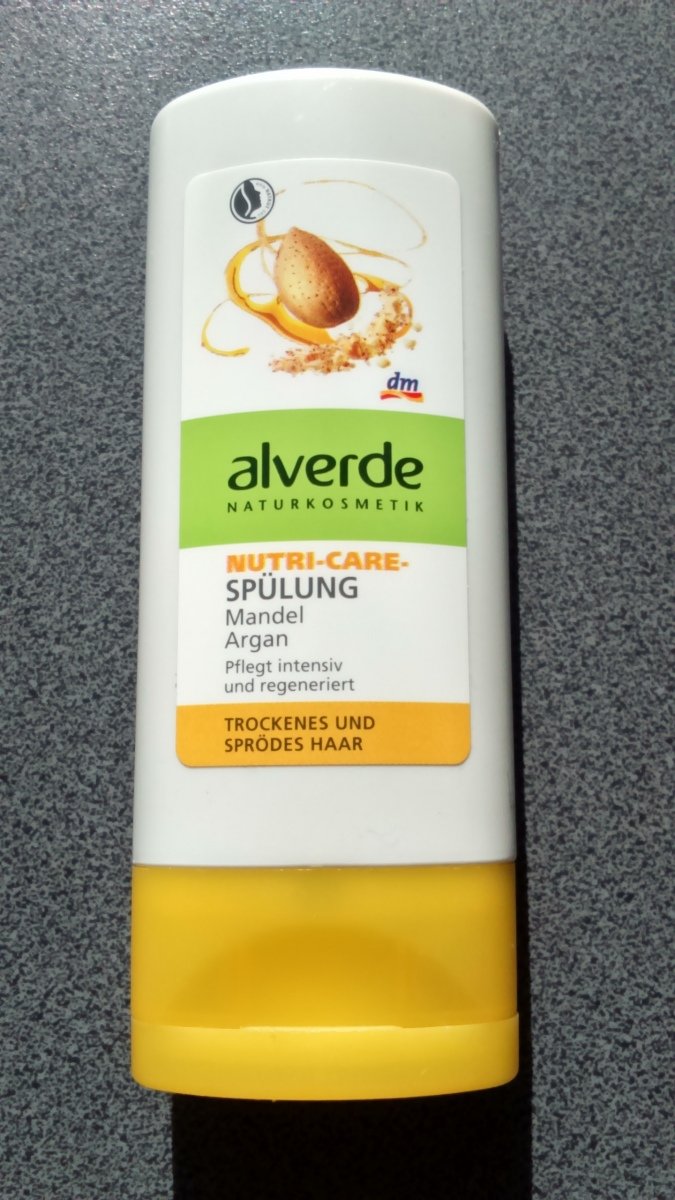 dm
alverde
NATURKOSMETIK
NUTRI-CARE-
SPÜLUNG
Mandel
Argan
Pflegt intensiv
und regeneriert
TROCKENES UND
SPRÖDES HAAR